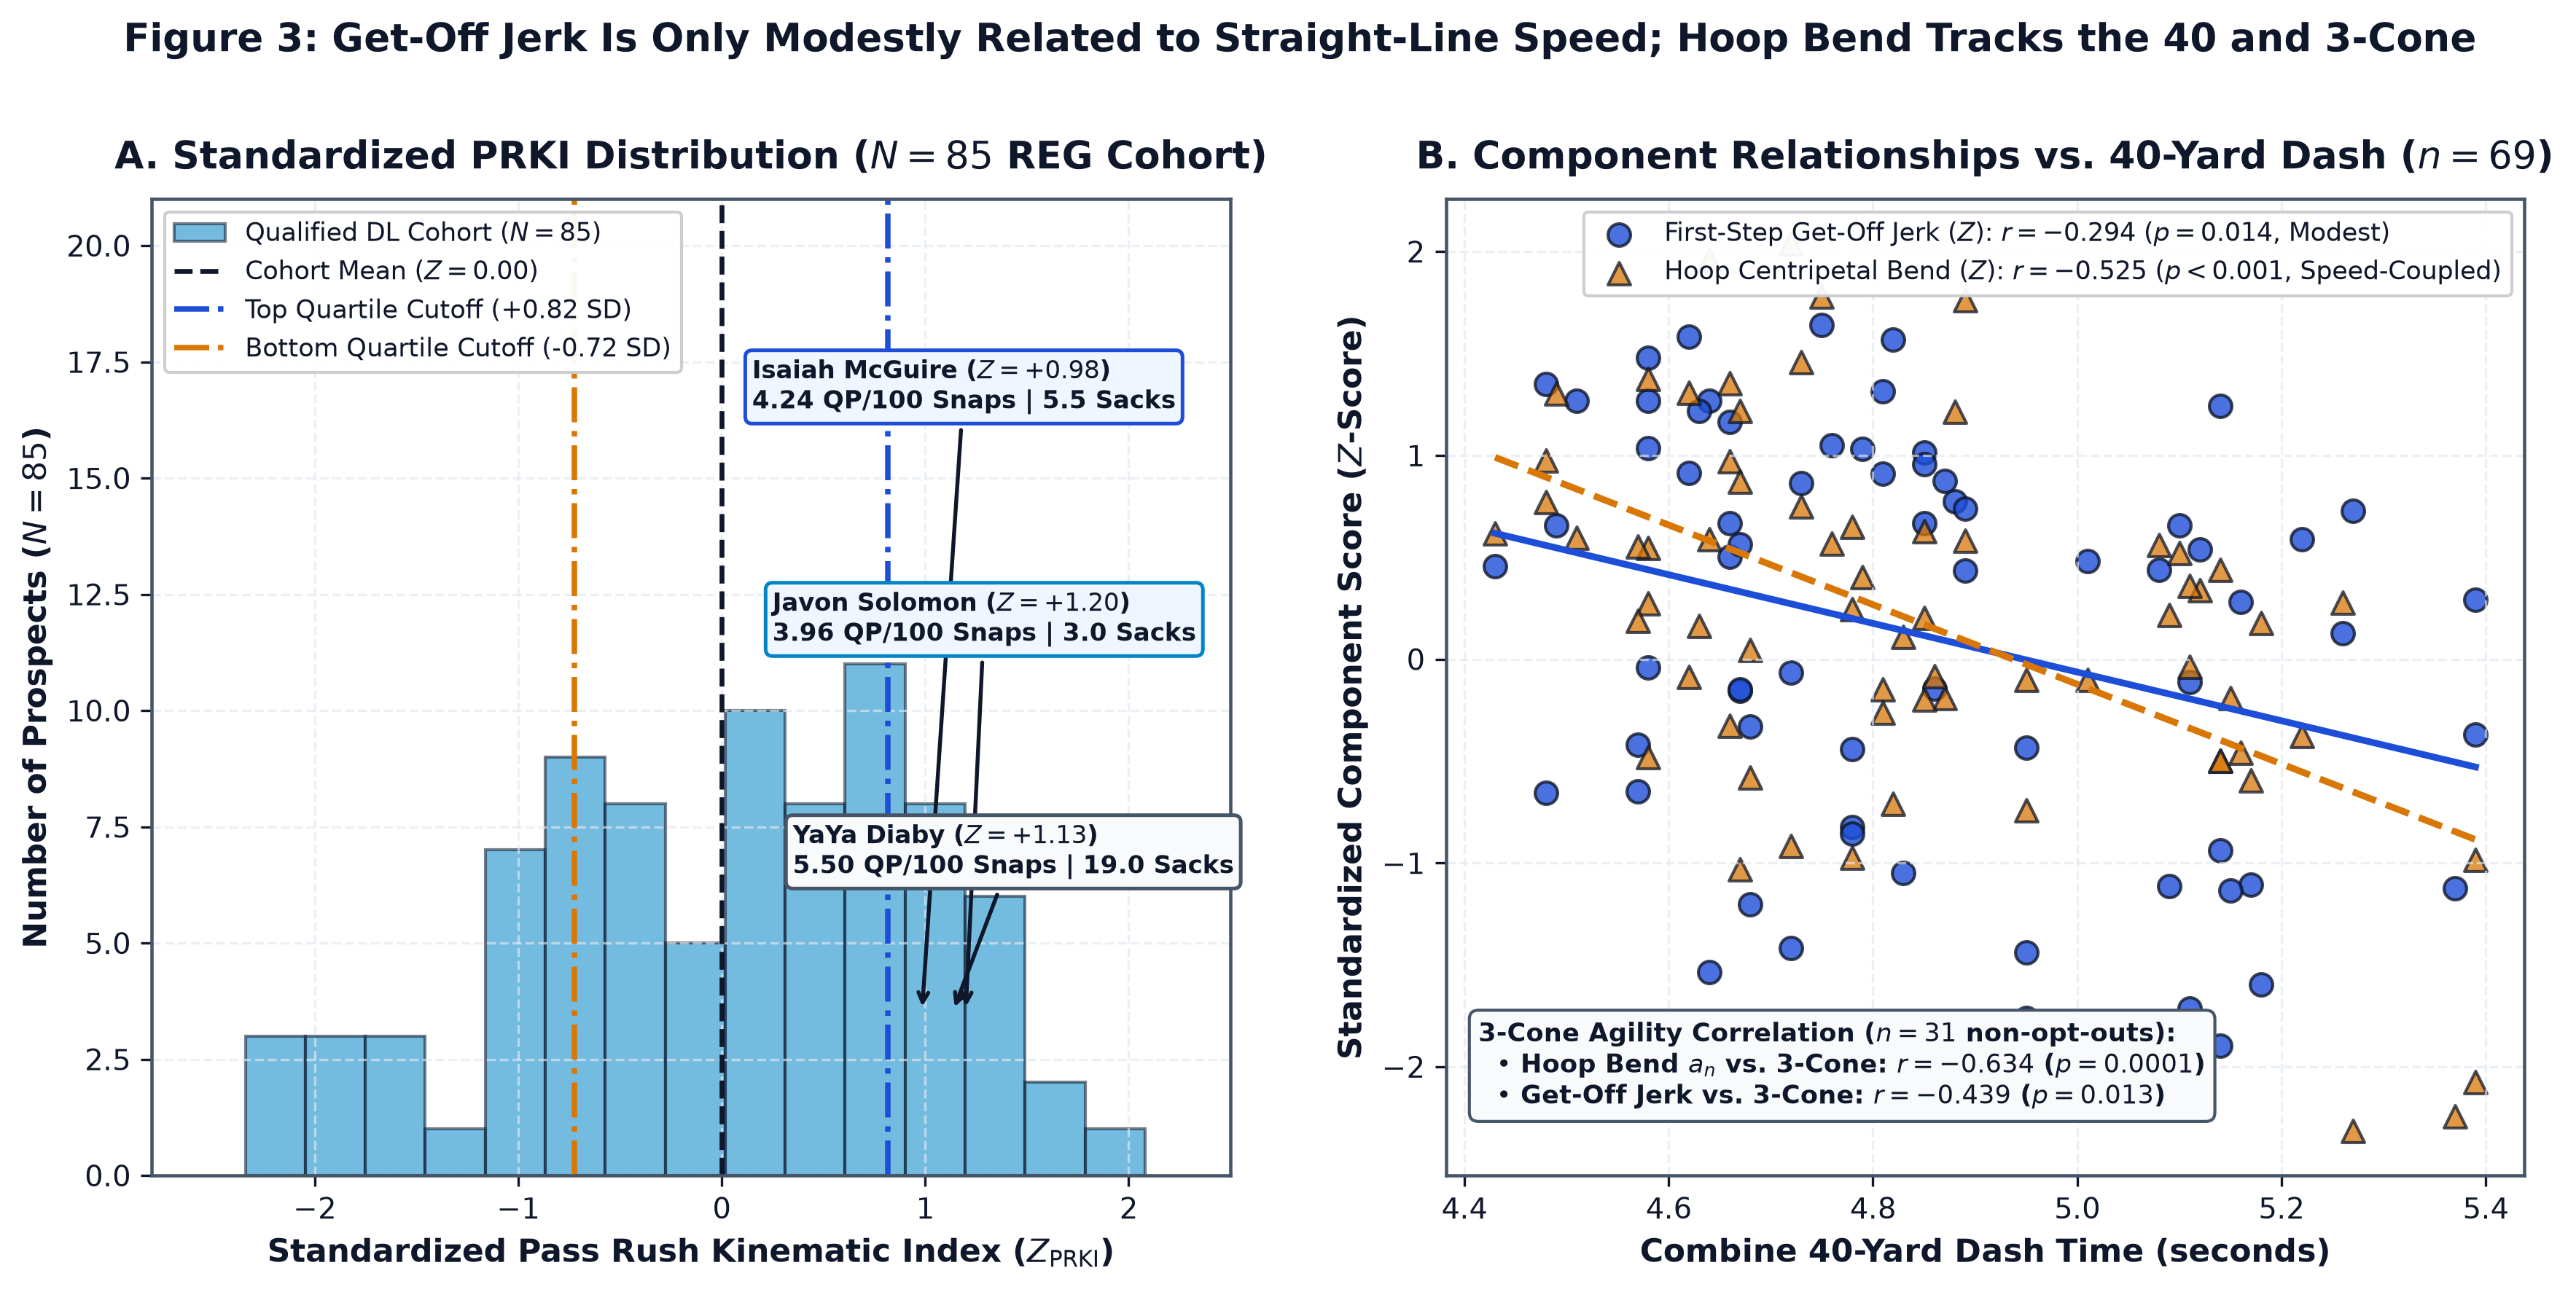 Figure 3: Get-Off Jerk Is Only Modestly Related to Straight-Line Speed; Hoop Bend Tracks the 40 and 3-Cone
A. Standardized PRKI Distribution (N = 85 REG Cohort)
Number of Prospects (N = 85)
20.0
17.5
15.0
12.5
10.0
7.5
5.0
2.5
0.0
Qualified DL Cohort (N = 85)
Cohort Mean (Z = 0.00)
Top Quartile Cutoff (+0.82 SD)
Bottom Quartile Cutoff (-0.72 SD)
Isaiah McGuire (Z = +0.98)
4.24 QP/100 Snaps | 5.5 Sacks
Javon Solomon (Z = +1.20)
3.96 QP/100 Snaps | 3.0 Sacks
YaYa Diaby (Z = +1.13)
5.50 QP/100 Snaps | 19.0 Sacks
−2 −1 0 1 2
Standardized Pass Rush Kinematic Index (Z_PRKI)
B. Component Relationships vs. 40-Yard Dash (n = 69)
Standardized Component Score (Z-Score)
2
1
0
−1
−2
First-Step Get-Off Jerk (Z): r = −0.294 (p = 0.014, Modest)
Hoop Centripetal Bend (Z): r = −0.525 (p < 0.001, Speed-Coupled)
3-Cone Agility Correlation (n = 31 non-opt-outs):
• Hoop Bend a_n vs. 3-Cone: r = −0.634 (p = 0.0001)
• Get-Off Jerk vs. 3-Cone: r = −0.439 (p = 0.013)
4.4 4.6 4.8 5.0 5.2 5.4
Combine 40-Yard Dash Time (seconds)